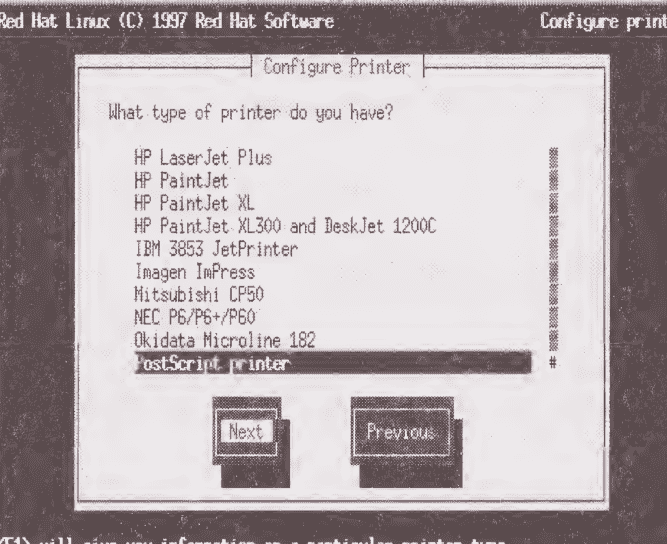 Red Hat Linux (C) 1997 Red Hat Software Configure print
Configure Printer
What type of printer do you have?
HP LaserJet Plus
HP PaintJet
HP PaintJet XL
HP PaintJet XL300 and DeskJet 1200C
IBM 3853 JetPrinter
Imagen ImPress
Mitsubishi CP50
NEC P6/P6+/P60
Okidata Microline 182
PostScript printer
#
Next Previous
<F1> will give you information on a particular printer type